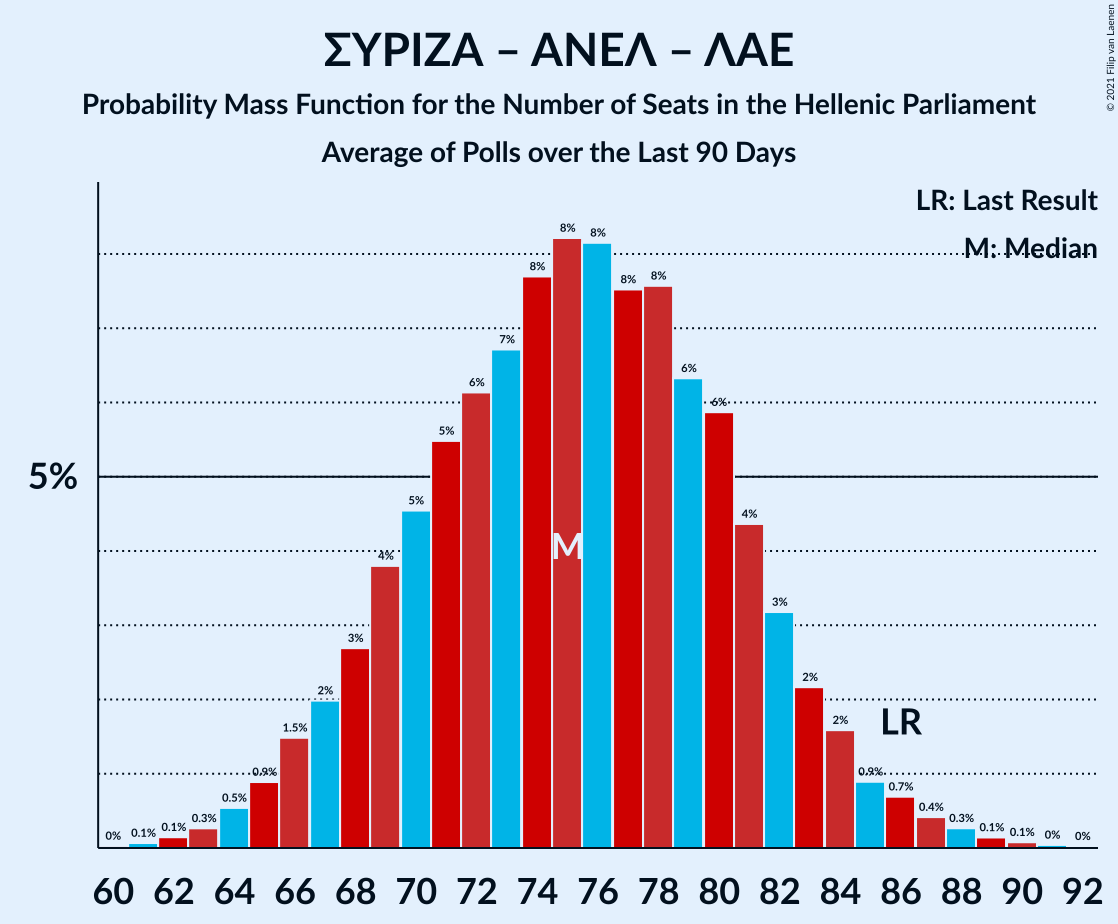 ΣΥΡΙΖΑ – ΑΝΕΛ – ΛΑΕ
Probability Mass Function for the Number of Seats in the Hellenic Parliament
Average of Polls over the Last 90 Days
© 2021 Filip van Laenen
LR: Last Result
M: Median
5%
0% 0.1% 0.1% 0.3% 0.5% 0.9% 1.5% 2% 3% 4% 5% 5% 6% 7% 8% 8% 8% 8% 8% 6% 6% 4% 3% 2% 2% 0.9% 0.7% 0.4% 0.3% 0.1% 0.1% 0% 0%
M
LR
60 62 64 66 68 70 72 74 76 78 80 82 84 86 88 90 92